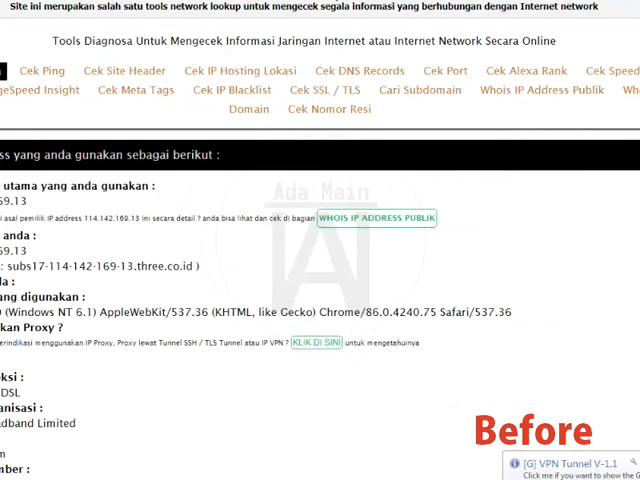 Site ini merupakan salah satu tools network lookup untuk mengecek segala informasi yang berhubungan dengan Internet network
Tools Diagnosa Untuk Mengecek Informasi Jaringan Internet atau Internet Network Secara Online
Cek Ping Cek Site Header Cek IP Hosting Lokasi Cek DNS Records Cek Port Cek Alexa Rank Cek Speed
geSpeed Insight Cek Meta Tags Cek IP Blacklist Cek SSL / TLS Cari Subdomain Whois IP Address Publik Who
Domain Cek Nomor Resi
ss yang anda gunakan sebagai berikut :
Ada Main
utama yang anda gunakan :
69.13
i asal pemilik IP address 114.142.169.13 ini secara detail ? anda bisa lihat dan cek di bagian WHOIS IP ADDRESS PUBLIK
anda :
69.13
: subs17-114-142-169-13.three.co.id )
da :
ang digunakan :
(Windows NT 6.1) AppleWebKit/537.36 (KHTML, like Gecko) Chrome/86.0.4240.75 Safari/537.36
kan Proxy ?
erindikasi menggunakan IP Proxy, Proxy lewat Tunnel SSH / TLS Tunnel atau IP VPN ? KLIK DI SINI untuk mengetahuinya
eksi :
DSL
anisasi :
adband Limited
m
mber :
Before
[G] VPN Tunnel V-1.1
Click me if you want to show the G